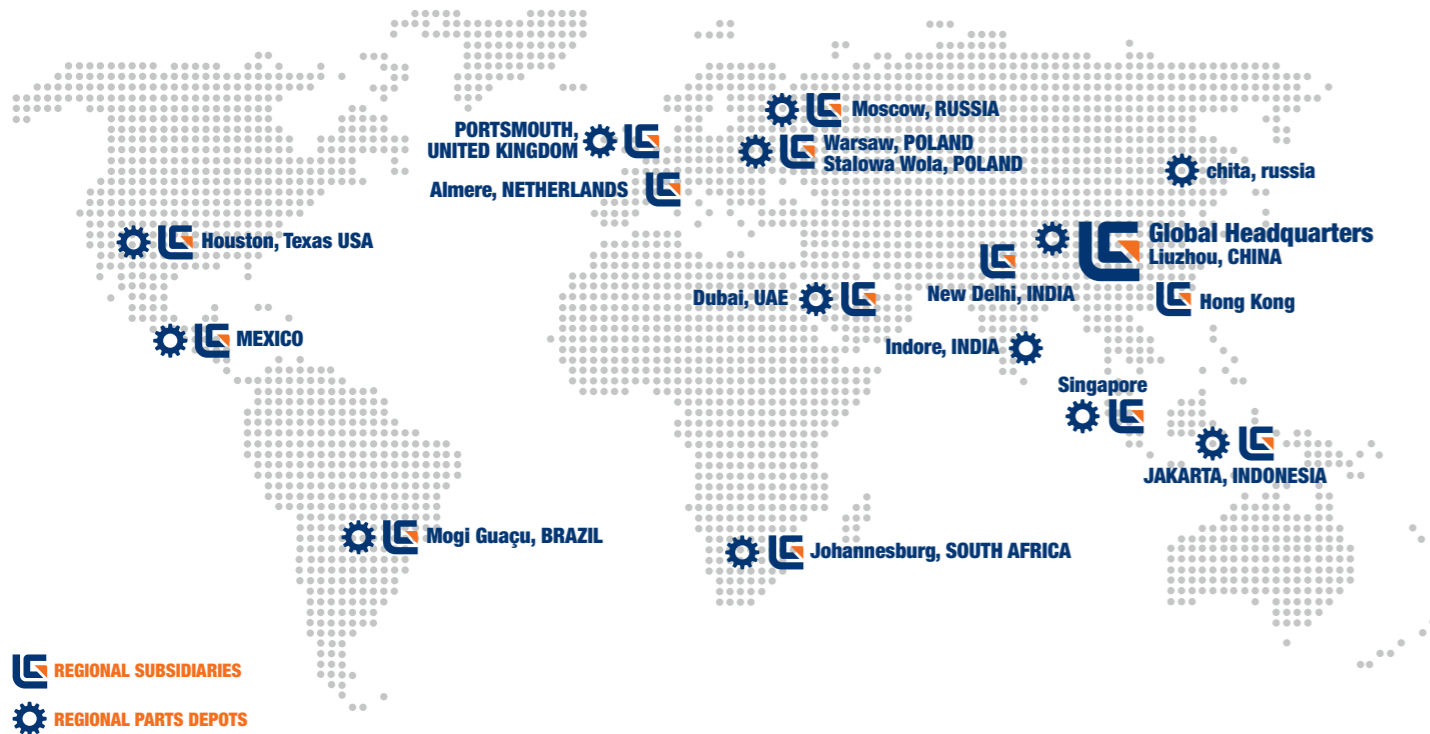 Moscow, RUSSIA
PORTSMOUTH,
UNITED KINGDOM
Warsaw, POLAND
Stalowa Wola, POLAND
chita, russia
Almere, NETHERLANDS
Houston, Texas USA
Global Headquarters
Liuzhou, CHINA
New Delhi, INDIA
Dubai, UAE
Hong Kong
MEXICO
Indore, INDIA
Singapore
JAKARTA, INDONESIA
Mogi Guaçu, BRAZIL
Johannesburg, SOUTH AFRICA
REGIONAL SUBSIDIARIES
REGIONAL PARTS DEPOTS